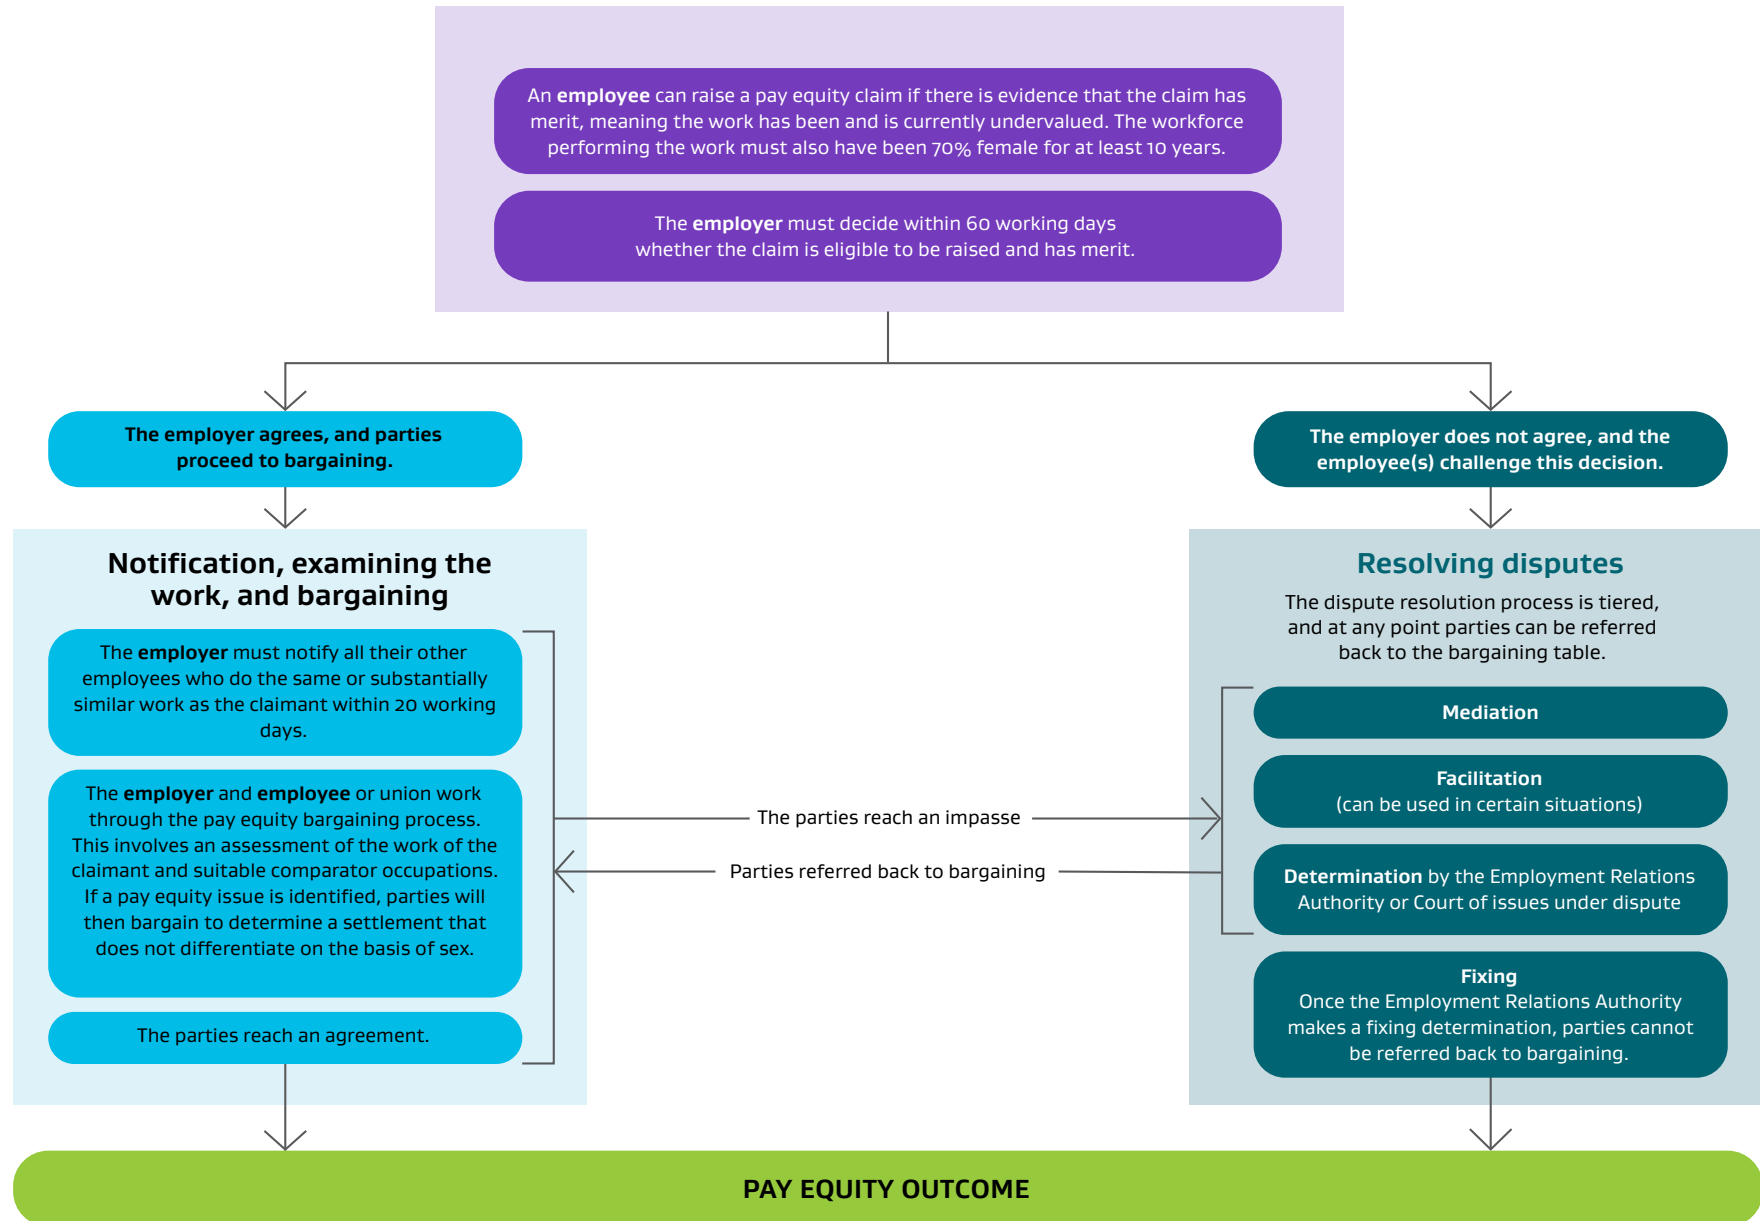 An employee can raise a pay equity claim if there is evidence that the claim has
merit, meaning the work has been and is currently undervalued. The workforce
performing the work must also have been 70% female for at least 10 years.
The employer must decide within 60 working days
whether the claim is eligible to be raised and has merit.
The employer agrees, and parties
proceed to bargaining.
Notification, examining the
work, and bargaining
The employer must notify all their other
employees who do the same or substantially
similar work as the claimant within 20 working
days.
The employer and employee or union work
through the pay equity bargaining process.
This involves an assessment of the work of the
claimant and suitable comparator occupations.
If a pay equity issue is identified, parties will
then bargain to determine a settlement that
does not differentiate on the basis of sex.
The parties reach an agreement.
The parties reach an impasse
Parties referred back to bargaining
The employer does not agree, and the
employee(s) challenge this decision.
Resolving disputes
The dispute resolution process is tiered,
and at any point parties can be referred
back to the bargaining table.
Mediation
Facilitation
(can be used in certain situations)
Determination by the Employment Relations
Authority or Court of issues under dispute
Fixing
Once the Employment Relations Authority
makes a fixing determination, parties cannot
be referred back to bargaining.
PAY EQUITY OUTCOME